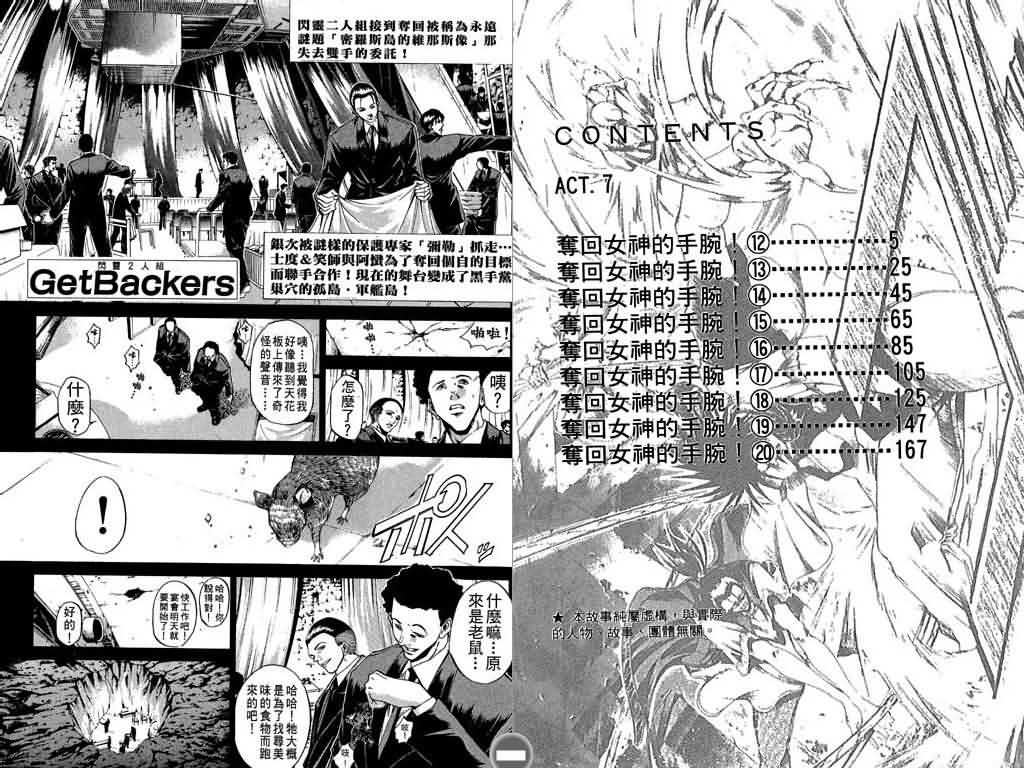 CONTENTS
ACT. 7
奪回女神的手腕！⑫ 5
奪回女神的手腕！⑬ 25
奪回女神的手腕！⑭ 45
奪回女神的手腕！⑮ 65
奪回女神的手腕！⑯ 85
奪回女神的手腕！⑰ 105
奪回女神的手腕！⑱ 125
奪回女神的手腕！⑲ 147
奪回女神的手腕！⑳ 167
★ 本故事純屬虛構，與實際
的人物、故事、團體無關。
閃靈二人組接到奪回被稱為永遠
謎題「密羅斯島的維那斯像」那
失去雙手的委託！
銀次被謎樣的保護專家「彌勒」抓走…
士度＆笑師與阿蠻為了奪回個自的目標
而聯手合作！現在的舞台變成了黑手黨
巢穴的孤島・軍艦島！
閃靈2人組
GetBackers
啪啦！
咦？
怎麼了？
咦…我覺得我
好像聽到天花
板上傳來了奇
怪的聲音……
什麼？
！
什麼嘛…原
來是老鼠…
哈哈！牠大概
是為了找尋美
味的食物而跑
來的吧！
哈哈！你
說得對！
快工作吧！
宴會明天就
要開始了！
好的！